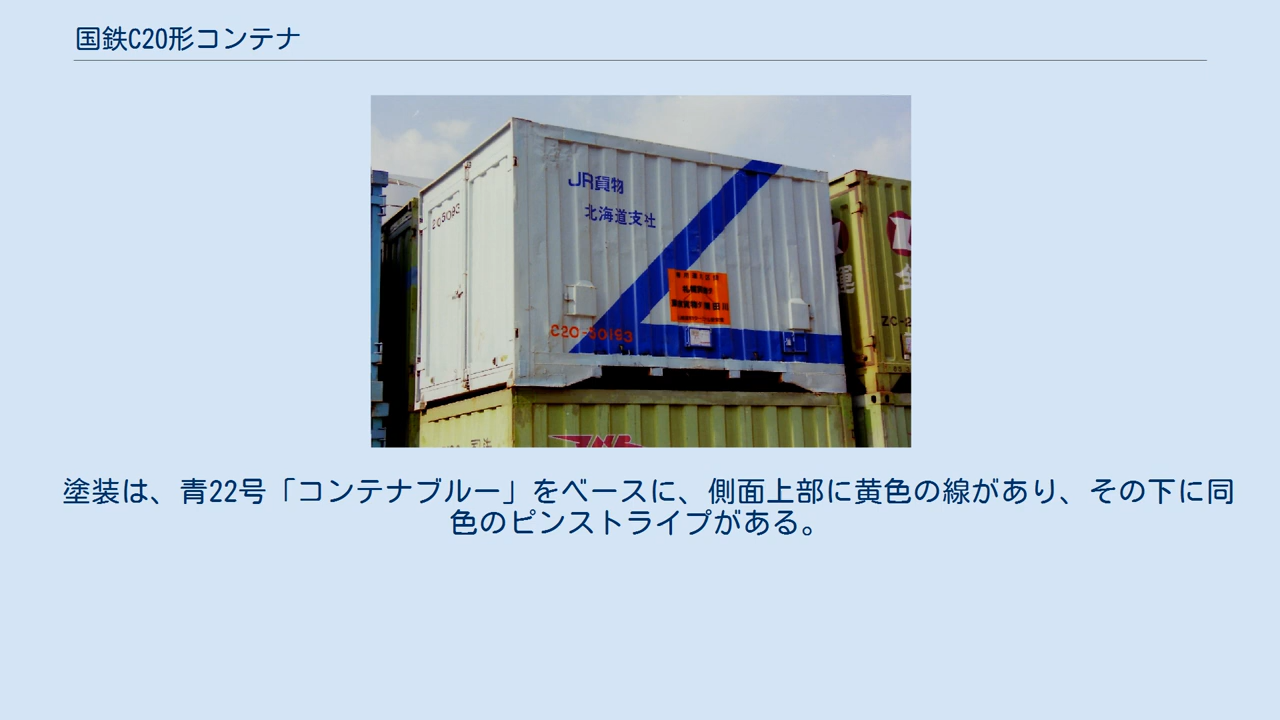 国鉄C20形コンテナ
JR貨物
北海道支社
C20-30193
ZC-2
塗装は、青22号「コンテナブルー」をベースに、側面上部に黄色の線があり、その下に同
色のピンストライプがある。